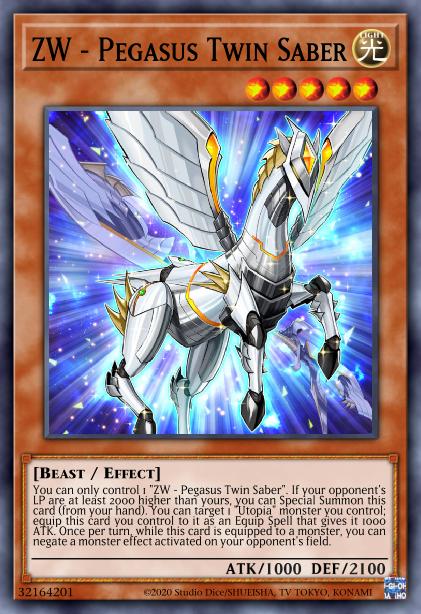 ZW - Pegasus Twin Saber
LIGHT
光
[Beast / Effect]
You can only control 1 "ZW - Pegasus Twin Saber". If your opponent's
LP are at least 2000 higher than yours, you can Special Summon this
card (from your hand). You can target 1 "Utopia" monster you control;
equip this card you control to it as an Equip Spell that gives it 1000
ATK. Once per turn, while this card is equipped to a monster, you can
negate a monster effect activated on your opponent's field.
ATK/1000 DEF/2100
32164201
©2020 Studio Dice/SHUEISHA, TV TOKYO, KONAMI